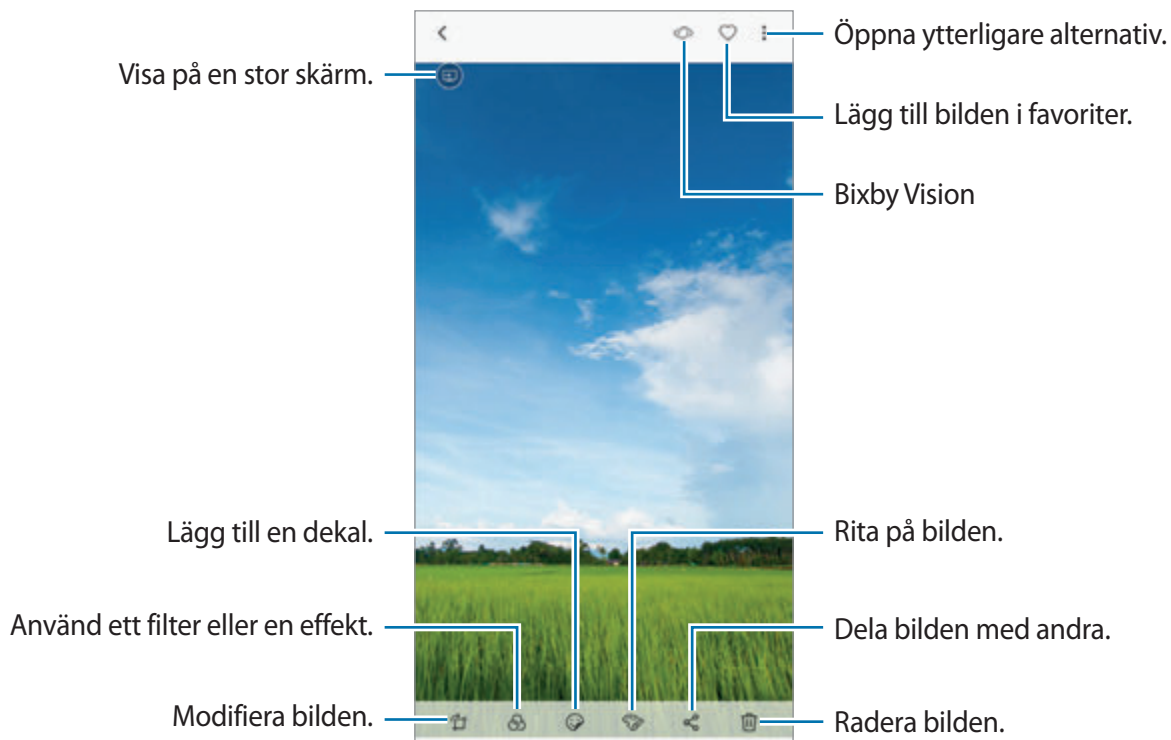 Öppna ytterligare alternativ.
Visa på en stor skärm.
Lägg till bilden i favoriter.
Bixby Vision
Lägg till en dekal.
Rita på bilden.
Använd ett filter eller en effekt.
Dela bilden med andra.
Modifiera bilden.
Radera bilden.